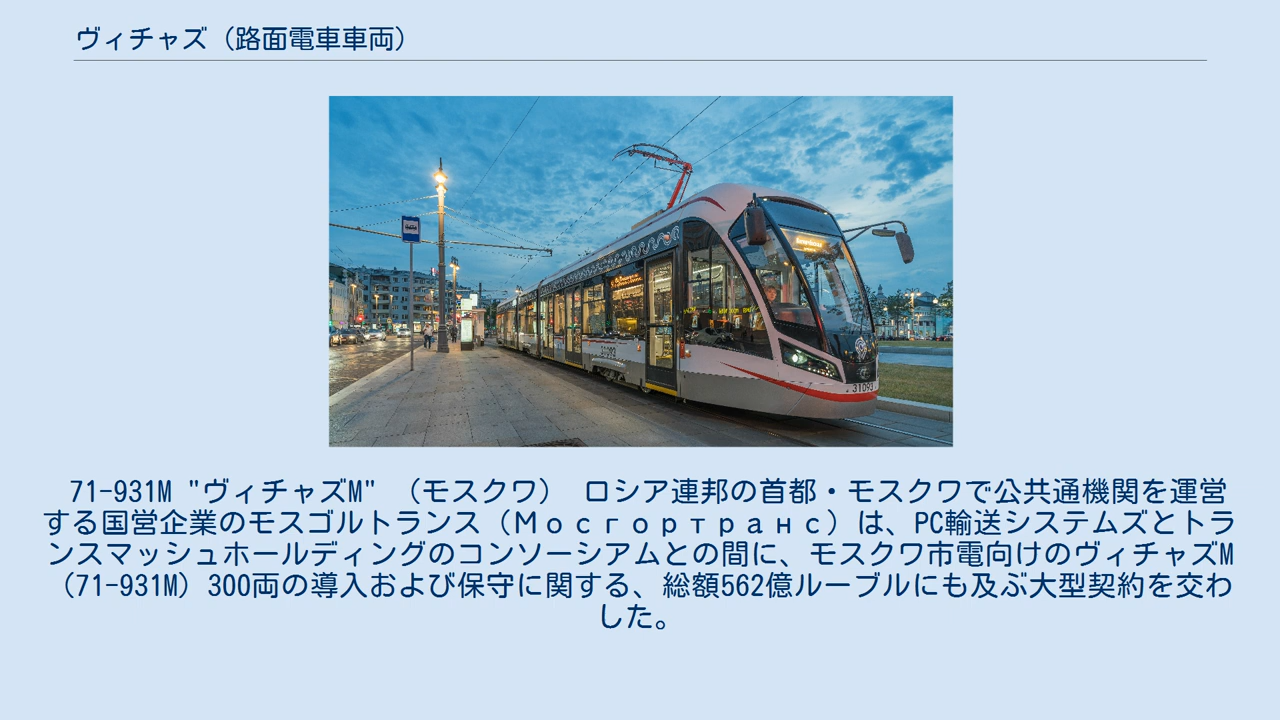 ヴィチャズ（路面電車車両）
31092
31093
71-931M "ヴィチャズM" （モスクワ） ロシア連邦の首都・モスクワで公共通機関を運営
する国営企業のモスゴルトランス（Мосгортранс）は、PC輸送システムズとトラ
ンスマッシュホールディングのコンソーシアムとの間に、モスクワ市電向けのヴィチャズM
（71-931M）300両の導入および保守に関する、総額562億ルーブルにも及ぶ大型契約を交わ
した。